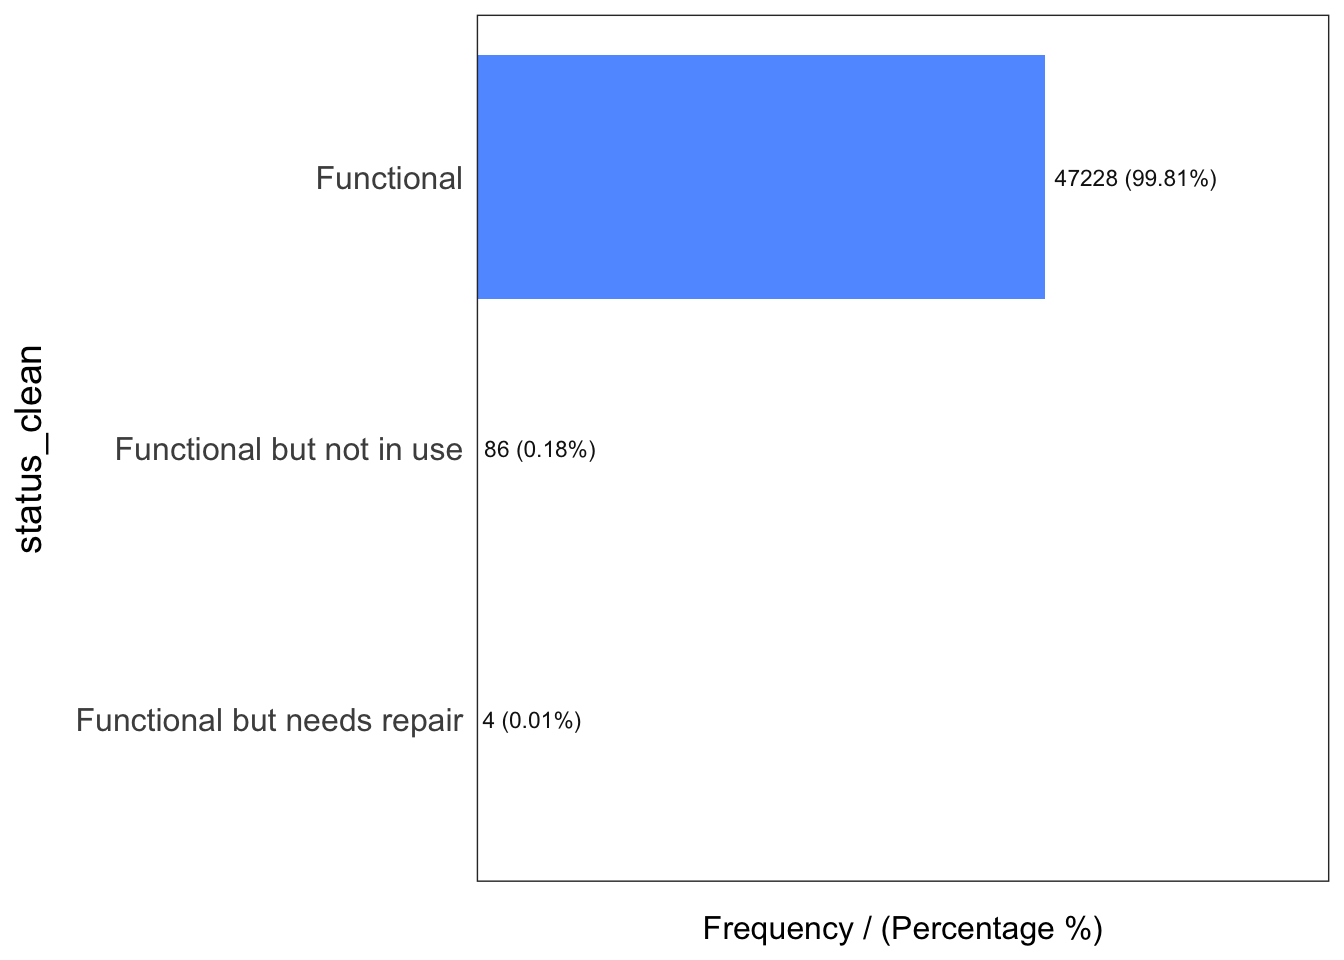 Functional
47228 (99.81%)
Functional but not in use
86 (0.18%)
Functional but needs repair
4 (0.01%)
status_clean
Frequency / (Percentage %)